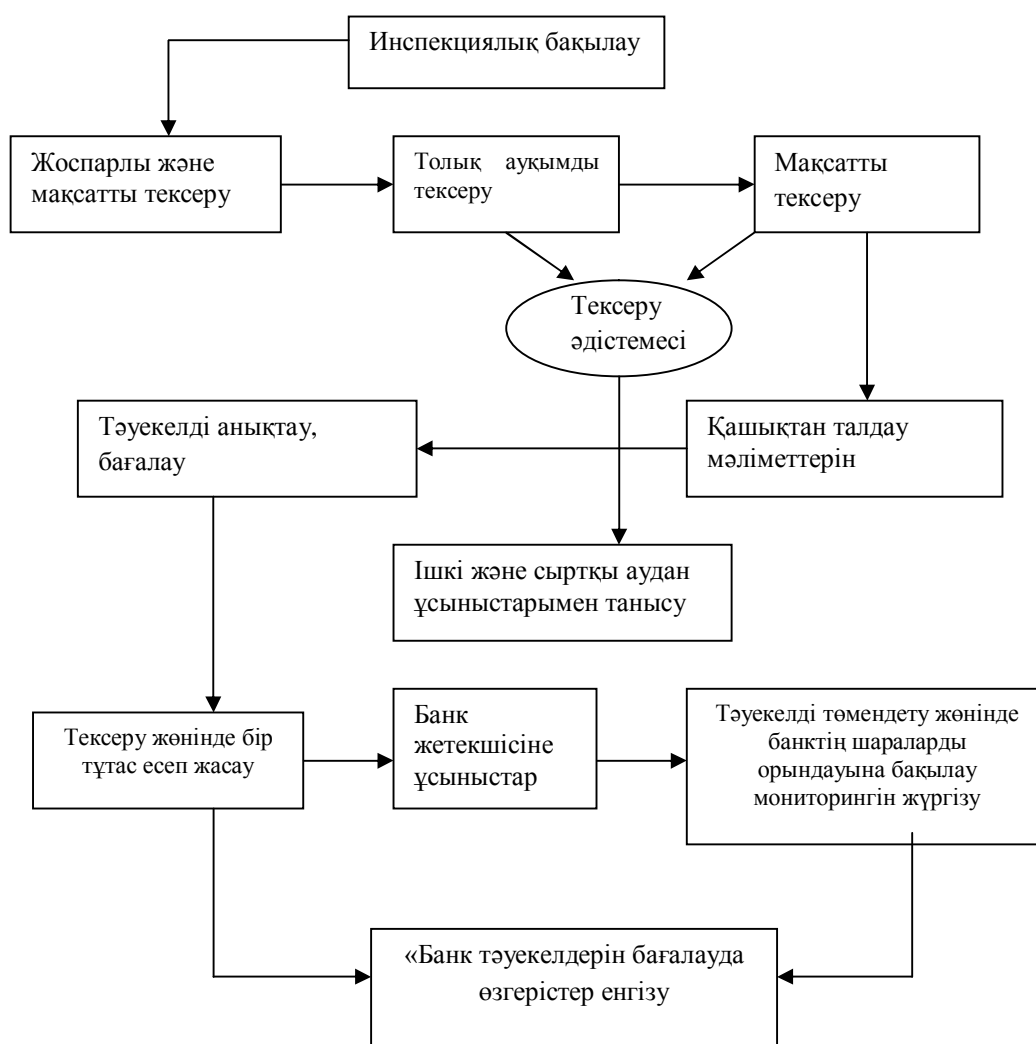 Инспекциялық бақылау
Жоспарлы және
мақсатты тексеру
Толық ауқымды
тексеру
Мақсатты
тексеру
Тексеру
әдістемесі
Тәуекелді анықтау,
бағалау
Қашықтан талдау
мәліметтерін
Ішкі және сыртқы аудан
ұсыныстарымен танысу
Тексеру жөнінде бір
тұтас есеп жасау
Банк
жетекшісіне
ұсыныстар
Тәуекелді төмендету жөнінде
банктің шараларды
орындауына бақылау
мониторингін жүргізу
«Банк тәуекелдерін бағалауда
өзгерістер енгізу